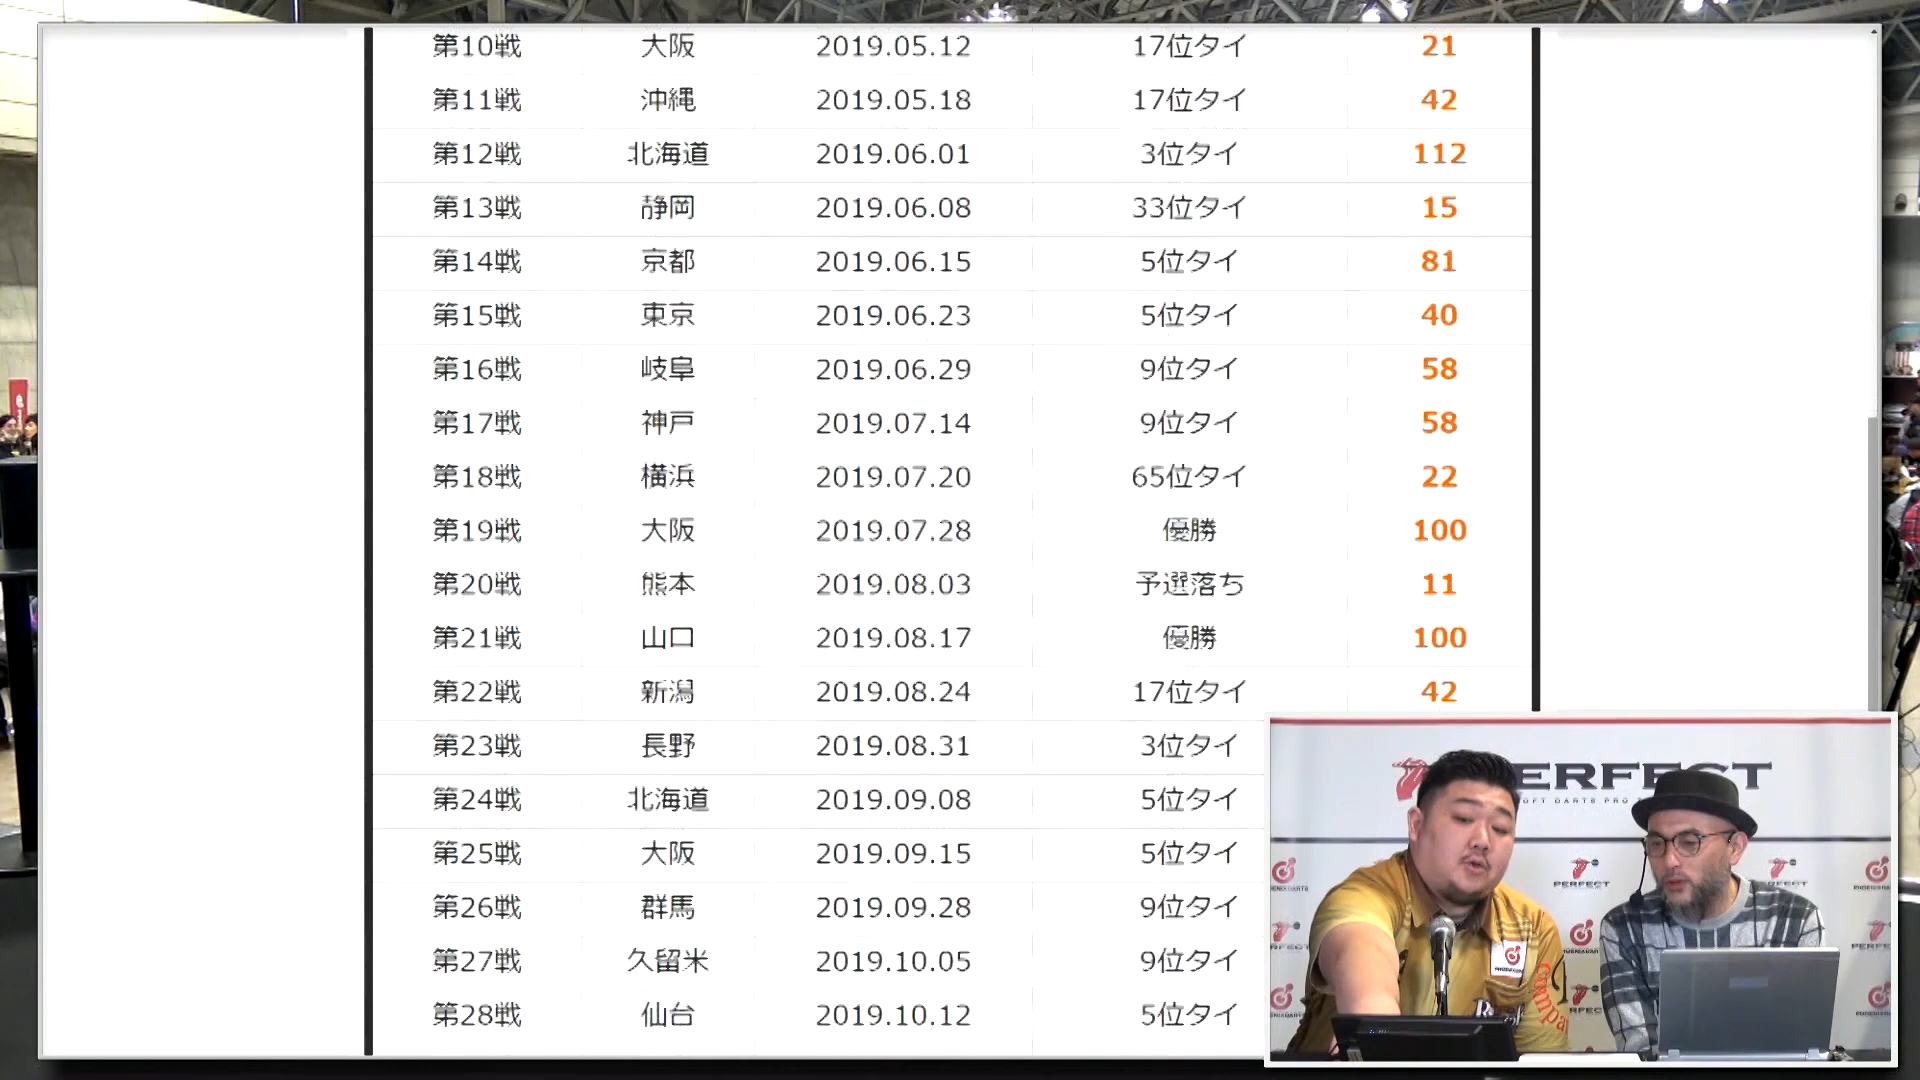 第10戦 大阪 2019.05.12 17位タイ 21
第11戦 沖縄 2019.05.18 17位タイ 42
第12戦 北海道 2019.06.01 3位タイ 112
第13戦 静岡 2019.06.08 33位タイ 15
第14戦 京都 2019.06.15 5位タイ 81
第15戦 東京 2019.06.23 5位タイ 40
第16戦 岐阜 2019.06.29 9位タイ 58
第17戦 神戸 2019.07.14 9位タイ 58
第18戦 横浜 2019.07.20 65位タイ 22
第19戦 大阪 2019.07.28 優勝 100
第20戦 熊本 2019.08.03 予選落ち 11
第21戦 山口 2019.08.17 優勝 100
第22戦 新潟 2019.08.24 17位タイ 42
第23戦 長野 2019.08.31 3位タイ
第24戦 北海道 2019.09.08 5位タイ
第25戦 大阪 2019.09.15 5位タイ
第26戦 群馬 2019.09.28 9位タイ
第27戦 久留米 2019.10.05 9位タイ
第28戦 仙台 2019.10.12 5位タイ
PERFECT
PERFECT